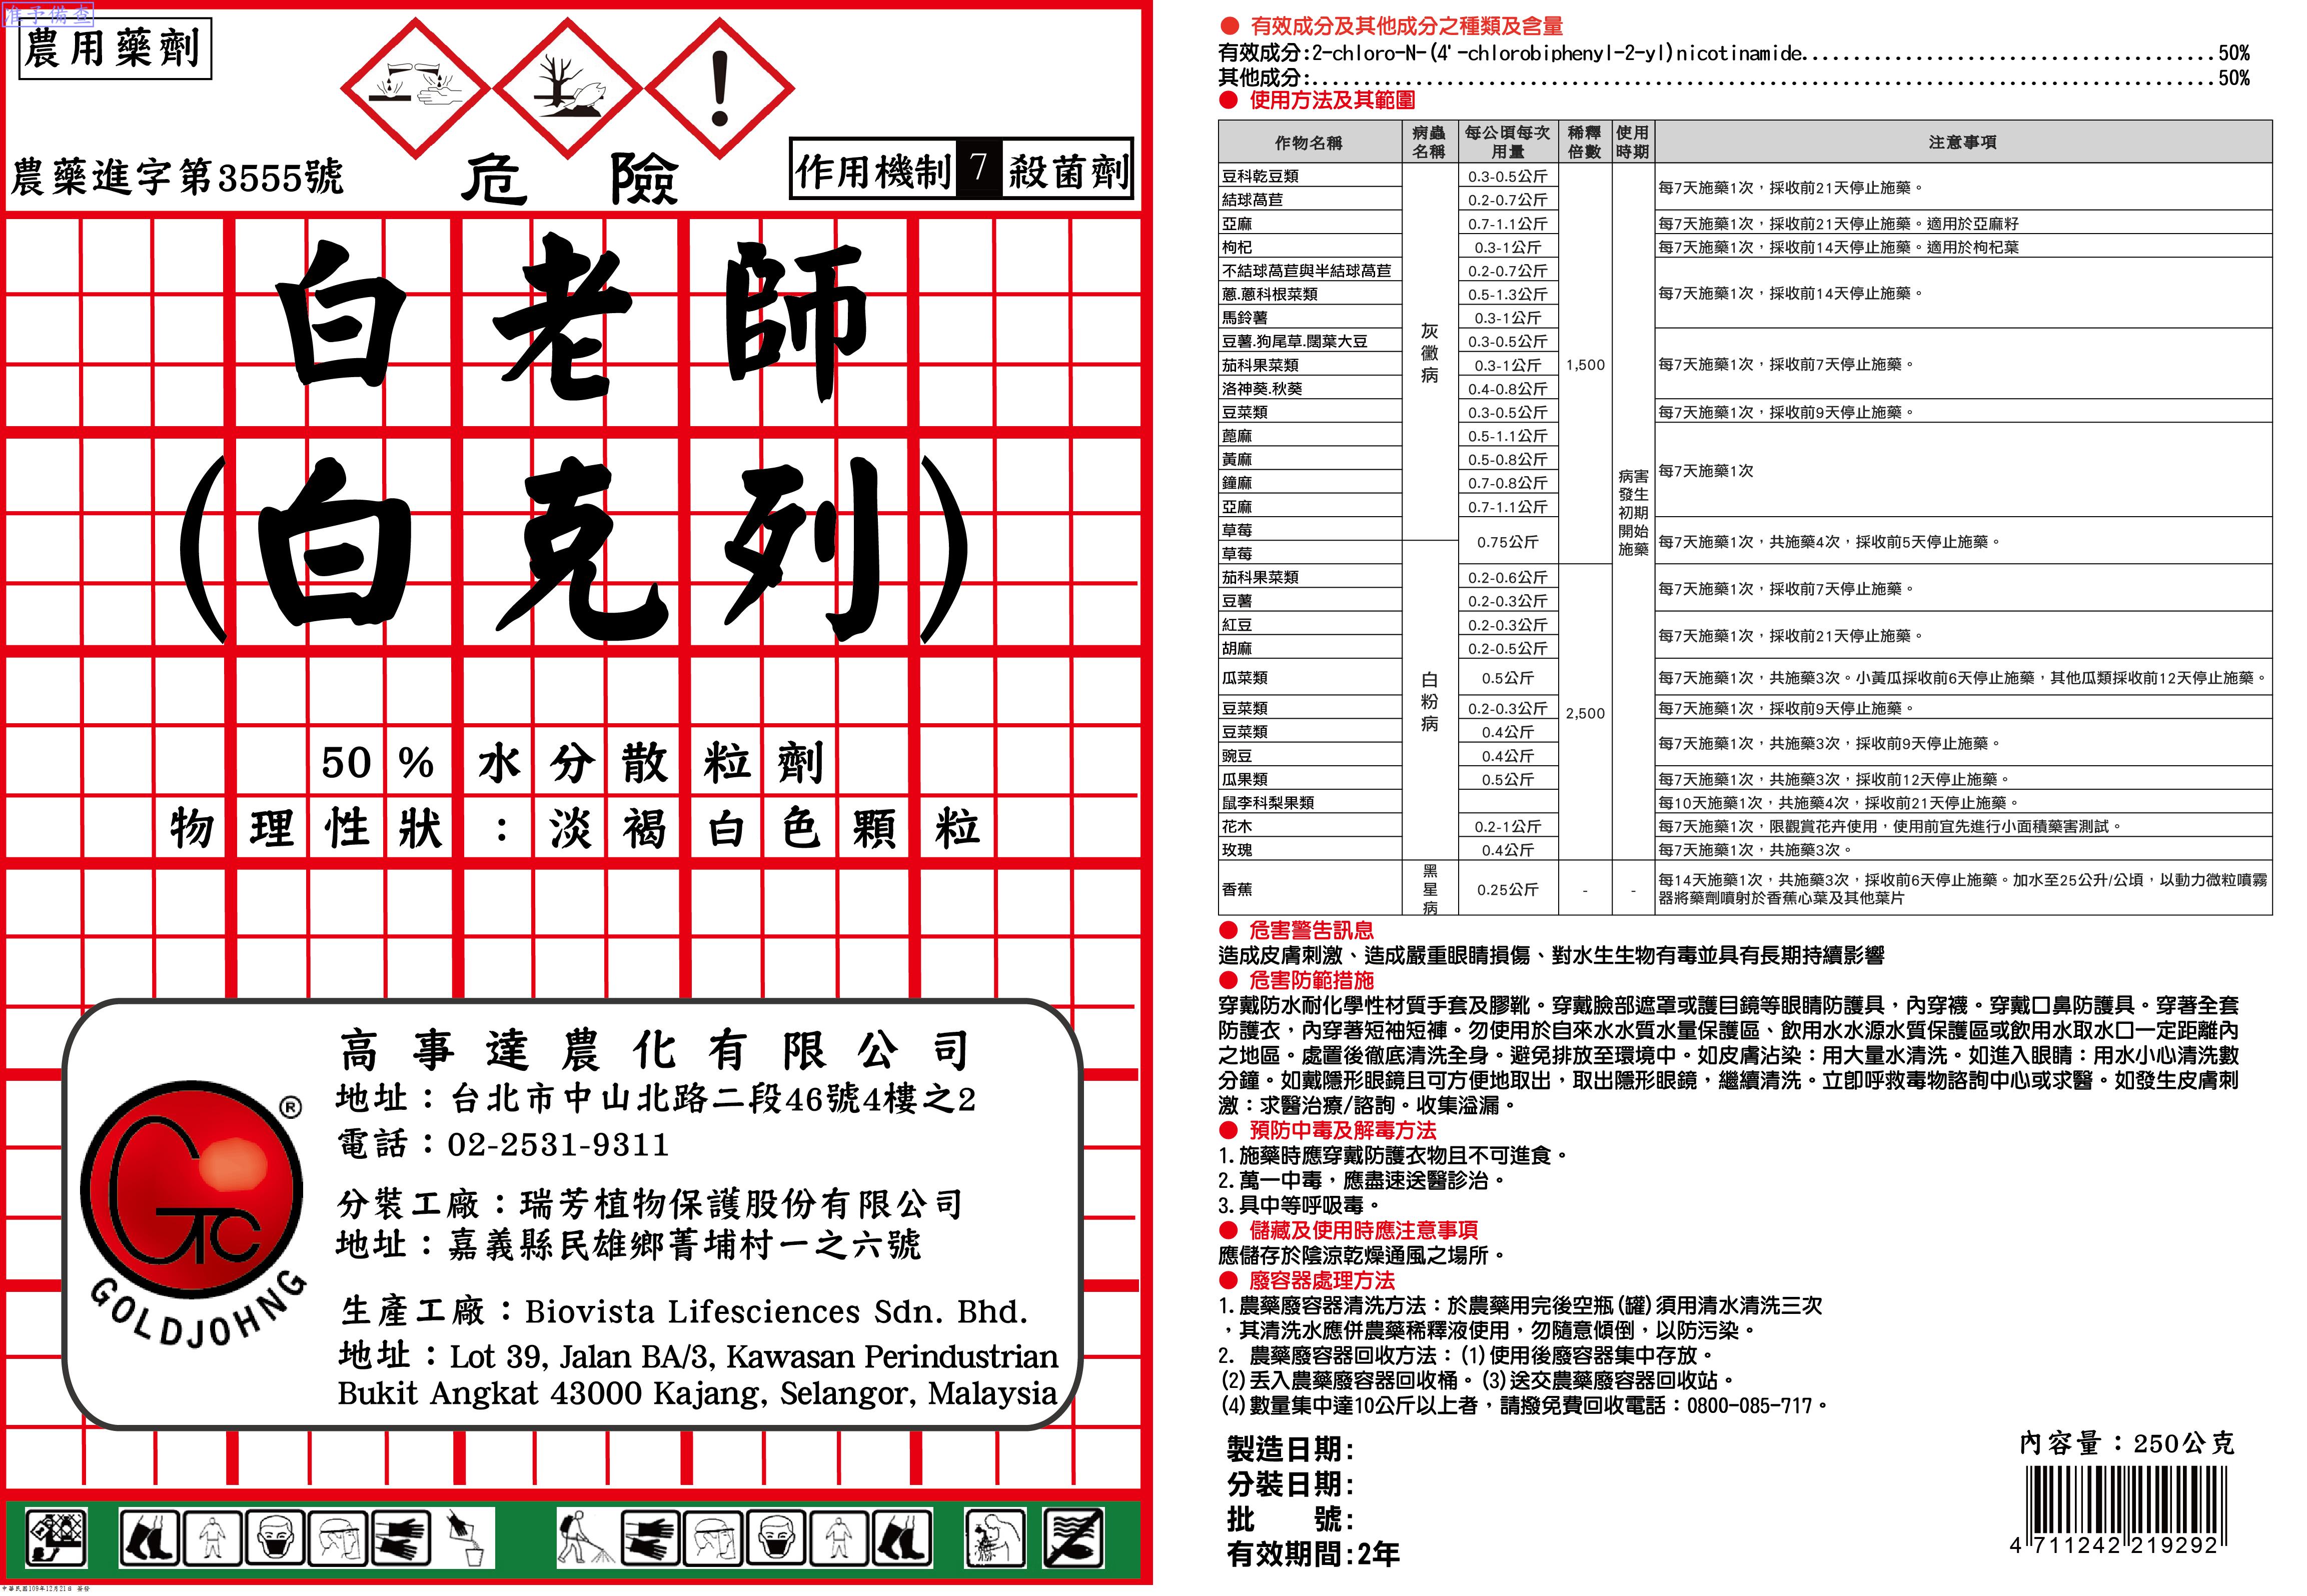 准予備查
農用藥劑
農藥進字第3555號
危 險
作用機制 7 殺菌劑
白老師
(白克列)
50% 水分散粒劑
物理性狀：淡褐白色顆粒
高事達農化有限公司
地址：台北市中山北路二段46號4樓之2
電話：02-2531-9311
分裝工廠：瑞芳植物保護股份有限公司
地址：嘉義縣民雄鄉菁埔村一之六號
生產工廠：Biovista Lifesciences Sdn. Bhd.
地址：Lot 39, Jalan BA/3, Kawasan Perindustrian
Bukit Angkat 43000 Kajang, Selangor, Malaysia
GTC
®
GOLDJOHNG
中華民國109年12月21日 簽發
● 有效成分及其他成分之種類及含量
有效成分:2-chloro-N-(4'-chlorobiphenyl-2-yl)nicotinamide........................................50%
其他成分:........................................................................................50%
● 使用方法及其範圍
作物名稱 病蟲名稱 每公頃每次用量 稀釋倍數 使用時期 注意事項
豆科乾豆類 灰黴病 0.3-0.5公斤 1,500 病害發生初期開始施藥 每7天施藥1次，採收前21天停止施藥。
結球萵苣 0.2-0.7公斤
亞麻 0.7-1.1公斤 每7天施藥1次，採收前21天停止施藥。適用於亞麻籽
枸杞 0.3-1公斤 每7天施藥1次，採收前14天停止施藥。適用於枸杞葉
不結球萵苣與半結球萵苣 0.2-0.7公斤 每7天施藥1次，採收前14天停止施藥。
蔥.蔥科根菜類 0.5-1.3公斤
馬鈴薯 0.3-1公斤
豆薯.狗尾草.闊葉大豆 0.3-0.5公斤 每7天施藥1次，採收前7天停止施藥。
茄科果菜類 0.3-1公斤
洛神葵.秋葵 0.4-0.8公斤
豆菜類 0.3-0.5公斤 每7天施藥1次，採收前9天停止施藥。
蓖麻 0.5-1.1公斤 每7天施藥1次
黃麻 0.5-0.8公斤
鐘麻 0.7-0.8公斤
亞麻 0.7-1.1公斤
草莓 0.75公斤 每7天施藥1次，共施藥4次，採收前5天停止施藥。
草莓 白粉病
茄科果菜類 0.2-0.6公斤 2,500 每7天施藥1次，採收前7天停止施藥。
豆薯 0.2-0.3公斤
紅豆 0.2-0.3公斤 每7天施藥1次，採收前21天停止施藥。
胡麻 0.2-0.5公斤
瓜菜類 0.5公斤 每7天施藥1次，共施藥3次。小黃瓜採收前6天停止施藥，其他瓜類採收前12天停止施藥。
豆菜類 0.2-0.3公斤 每7天施藥1次，採收前9天停止施藥。
豆菜類 0.4公斤 每7天施藥1次，共施藥3次，採收前9天停止施藥。
豌豆 0.4公斤
瓜果類 0.5公斤 每7天施藥1次，共施藥3次，採收前12天停止施藥。
鼠李科梨果類 每10天施藥1次，共施藥4次，採收前21天停止施藥。
花木 0.2-1公斤 每7天施藥1次，限觀賞花卉使用，使用前宜先進行小面積藥害測試。
玫瑰 0.4公斤 每7天施藥1次，共施藥3次。
香蕉 黑星病 0.25公斤 - - 每14天施藥1次，共施藥3次，採收前6天停止施藥。加水至25公升/公頃，以動力微粒噴霧
器將藥劑噴射於香蕉心葉及其他葉片
● 危害警告訊息
造成皮膚刺激、造成嚴重眼睛損傷、對水生生物有毒並具有長期持續影響
● 危害防範措施
穿戴防水耐化學性材質手套及膠靴。穿戴臉部遮罩或護目鏡等眼睛防護具，內穿襪。穿戴口鼻防護具。穿著全套
防護衣，內穿著短袖短褲。勿使用於自來水水質水量保護區、飲用水水源水質保護區或飲用水取水口一定距離內
之地區。處置後徹底清洗全身。避免排放至環境中。如皮膚沾染：用大量水清洗。如進入眼睛：用水小心清洗數
分鐘。如戴隱形眼鏡且可方便地取出，取出隱形眼鏡，繼續清洗。立即呼救毒物諮詢中心或求醫。如發生皮膚刺
激：求醫治療/諮詢。收集溢漏。
● 預防中毒及解毒方法
1.施藥時應穿戴防護衣物且不可進食。
2.萬一中毒，應盡速送醫診治。
3.具中等呼吸毒。
● 儲藏及使用時應注意事項
應儲存於陰涼乾燥通風之場所。
● 廢容器處理方法
1.農藥廢容器清洗方法：於農藥用完後空瓶(罐)須用清水清洗三次
，其清洗水應併農藥稀釋液使用，勿隨意傾倒，以防污染。
2. 農藥廢容器回收方法：(1)使用後廢容器集中存放。
(2)丟入農藥廢容器回收桶。(3)送交農藥廢容器回收站。
(4)數量集中達10公斤以上者，請撥免費回收電話：0800-085-717。
製造日期:
分裝日期:
批 號:
有效期間:2年
內容量：250公克
4 711242 219292